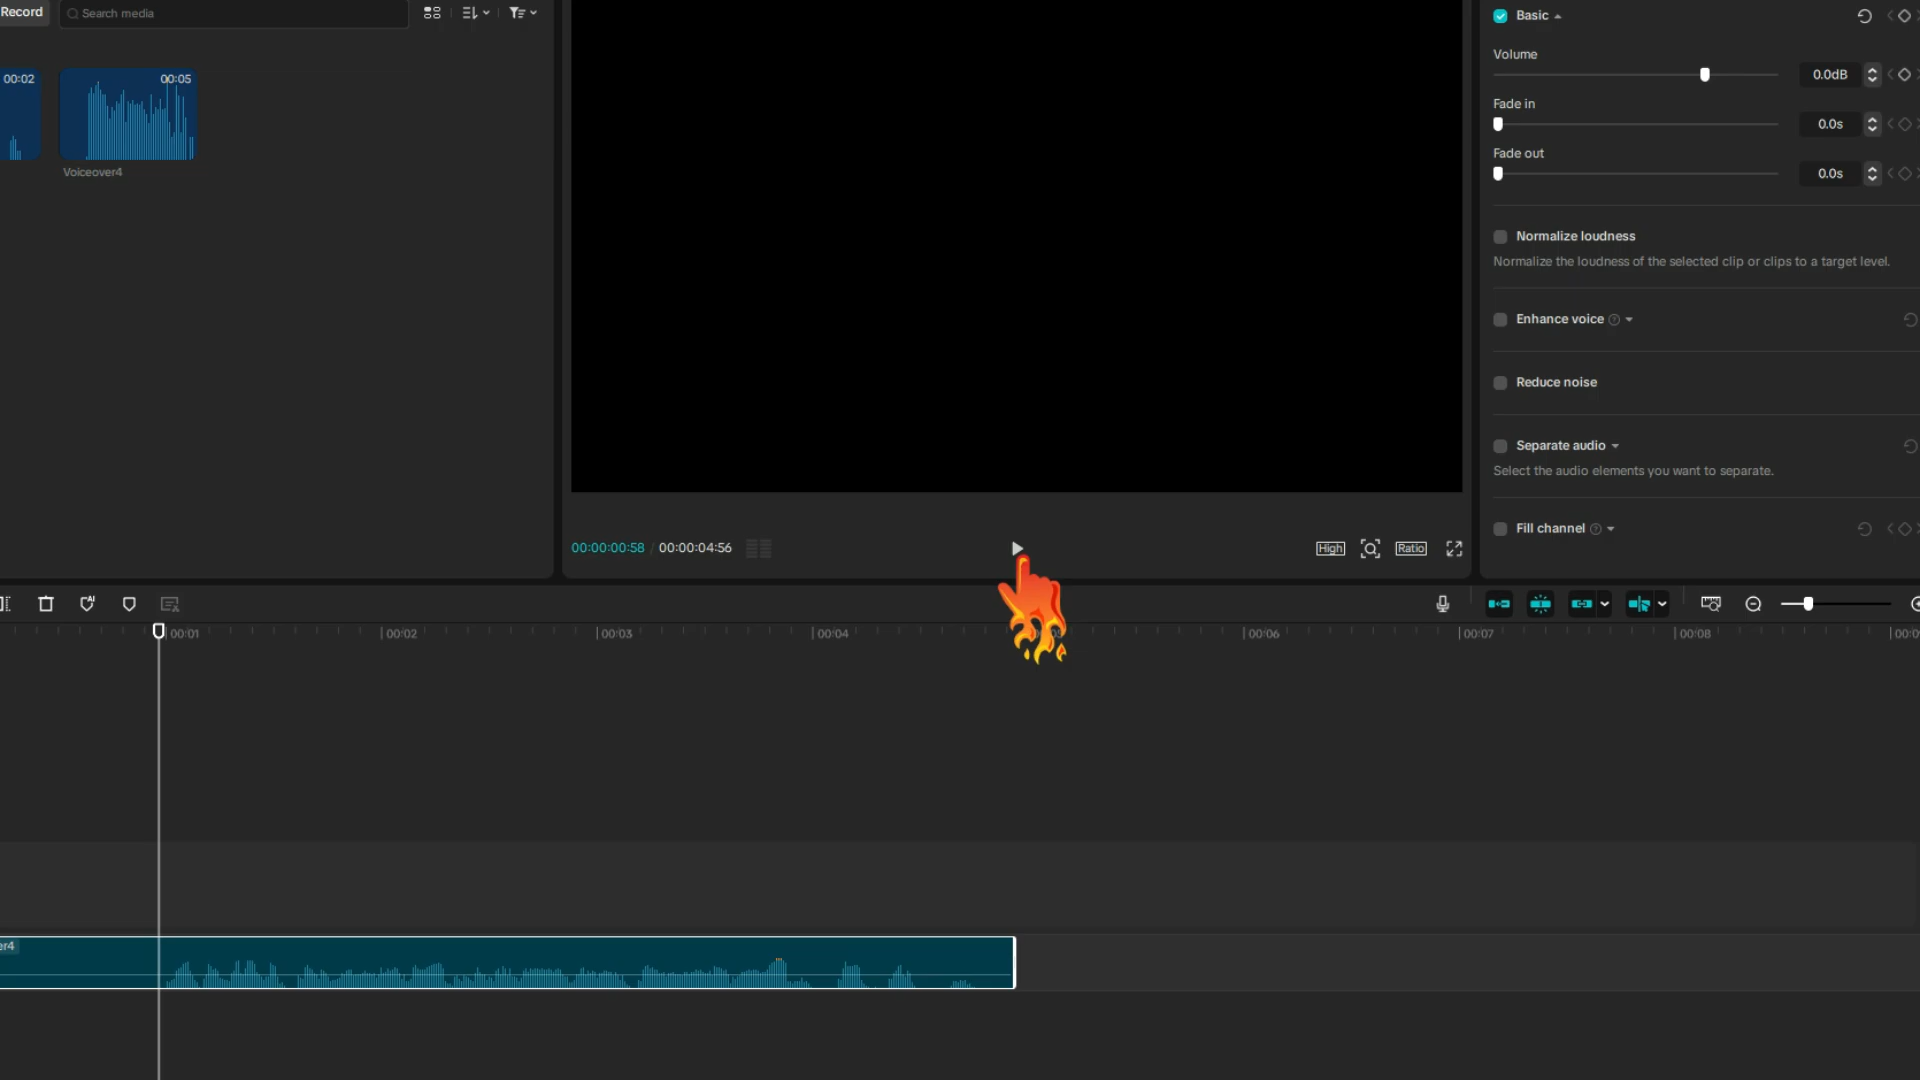 Record
Search media
00:02
00:05
Voiceover4
00:00:00:58 / 00:00:04:56
High
Ratio
Basic
Volume
0.0dB
Fade in
0.0s
Fade out
0.0s
Normalize loudness
Normalize the loudness of the selected clip or clips to a target level.
Enhance voice
Reduce noise
Separate audio
Select the audio elements you want to separate.
Fill channel
AI
00:01
00:02
00:03
00:04
00:06
00:07
00:08
er4